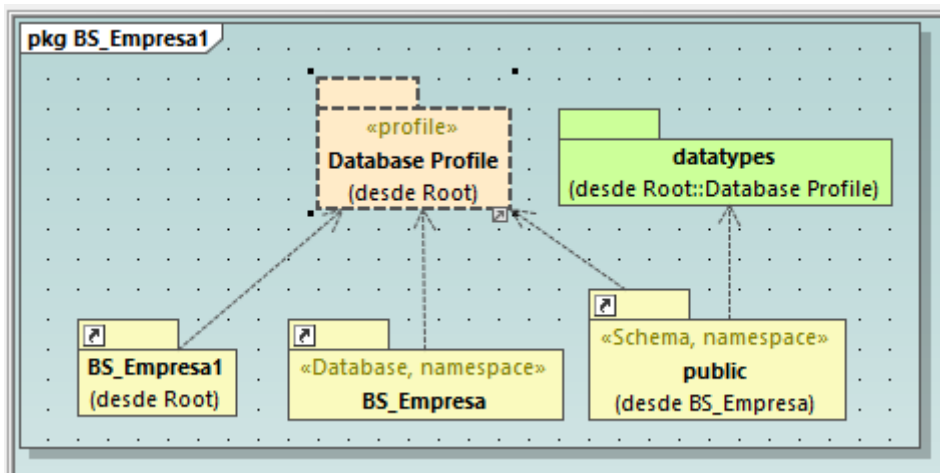 pkg BS_Empresa1
«profile»
Database Profile
(desde Root)
datatypes
(desde Root::Database Profile)
BS_Empresa1
(desde Root)
«Database, namespace»
BS_Empresa
«Schema, namespace»
public
(desde BS_Empresa)